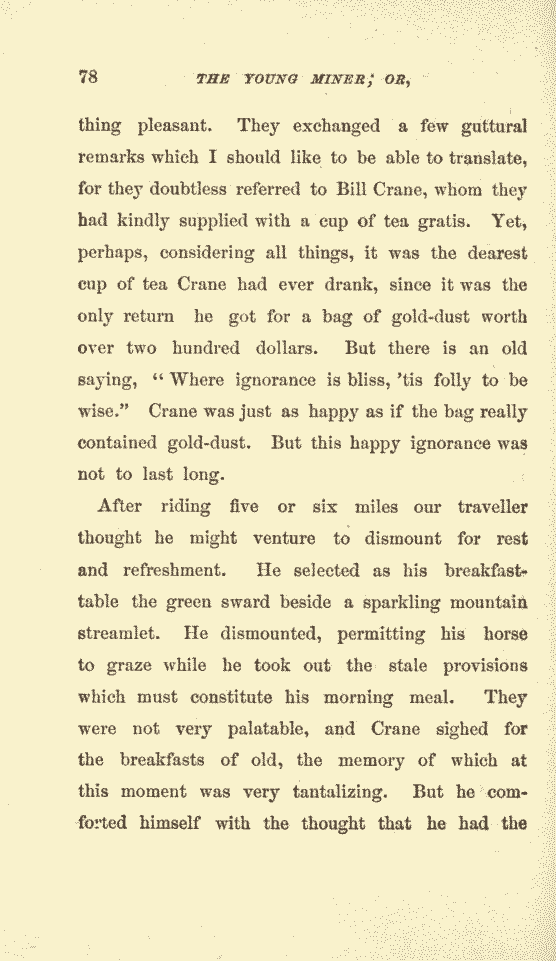 78 THE YOUNG MINER; OR,
thing pleasant. They exchanged a few guttural
remarks which I should like to be able to translate,
for they doubtless referred to Bill Crane, whom they
had kindly supplied with a cup of tea gratis. Yet,
perhaps, considering all things, it was the dearest
cup of tea Crane had ever drank, since it was the
only return he got for a bag of gold-dust worth
over two hundred dollars. But there is an old
saying, “Where ignorance is bliss, ’tis folly to be
wise.” Crane was just as happy as if the bag really
contained gold-dust. But this happy ignorance was
not to last long.
After riding five or six miles our traveller
thought he might venture to dismount for rest
and refreshment. He selected as his breakfast-
table the green sward beside a sparkling mountain
streamlet. He dismounted, permitting his horse
to graze while he took out the stale provisions
which must constitute his morning meal. They
were not very palatable, and Crane sighed for
the breakfasts of old, the memory of which at
this moment was very tantalizing. But he com-
forted himself with the thought that he had the